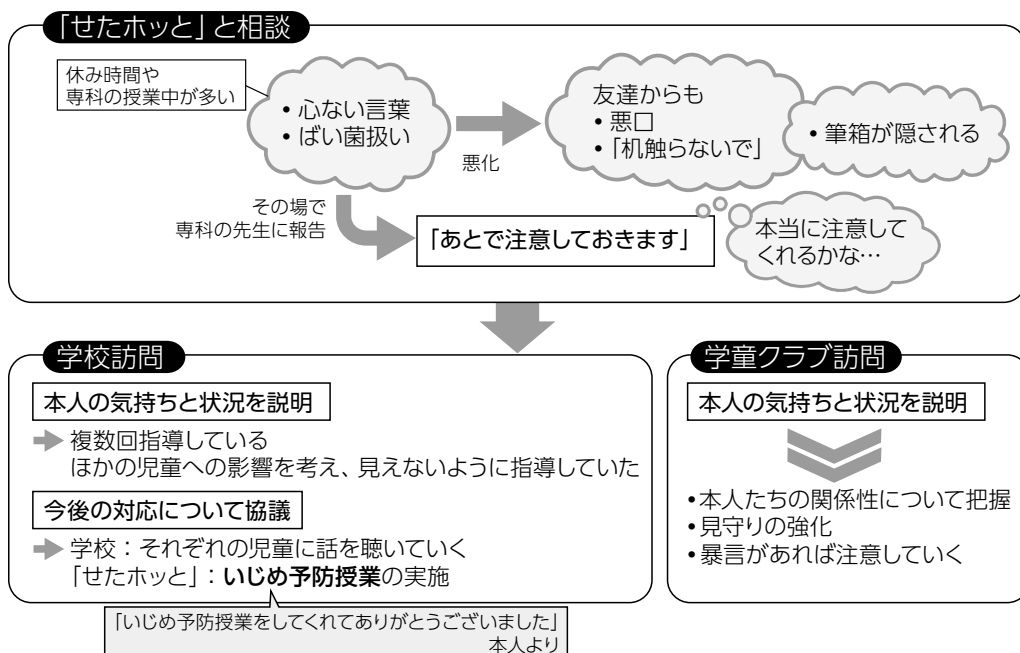 「せたホッと」と相談
休み時間や
専科の授業中が多い
• 心ない言葉
• ばい菌扱い
悪化
友達からも
• 悪口
• 「机触らないで」
• 筆箱が隠される
その場で
専科の先生に報告
「あとで注意しておきます」
本当に注意して
くれるかな…
学校訪問
本人の気持ちと状況を説明
複数回指導している
ほかの児童への影響を考え、見えないように指導していた
今後の対応について協議
学校：それぞれの児童に話を聴いていく
「せたホッと」：いじめ予防授業の実施
「いじめ予防授業をしてくれてありがとうございました」
本人より
学童クラブ訪問
本人の気持ちと状況を説明
•本人たちの関係性について把握
•見守りの強化
•暴言があれば注意していく